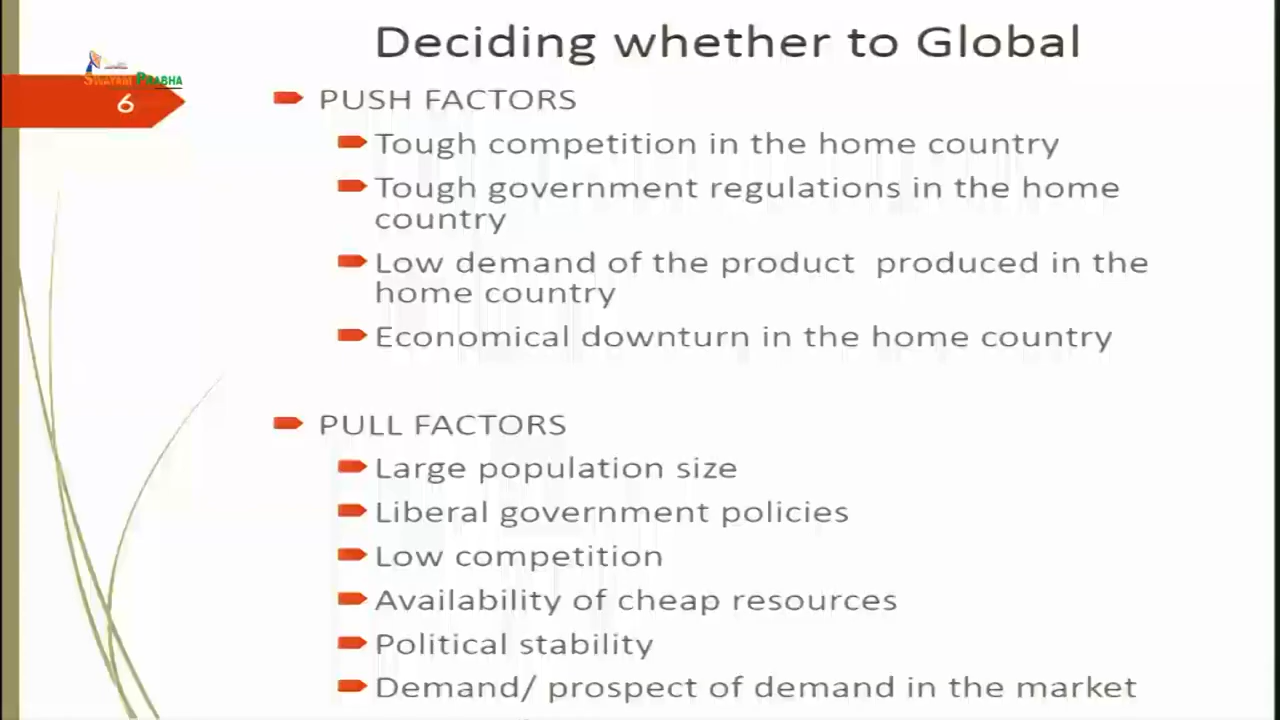 Deciding whether to Global
SWAYAM PRABHA
6
PUSH FACTORS
Tough competition in the home country
Tough government regulations in the home
country
Low demand of the product produced in the
home country
Economical downturn in the home country
PULL FACTORS
Large population size
Liberal government policies
Low competition
Availability of cheap resources
Political stability
Demand/ prospect of demand in the market